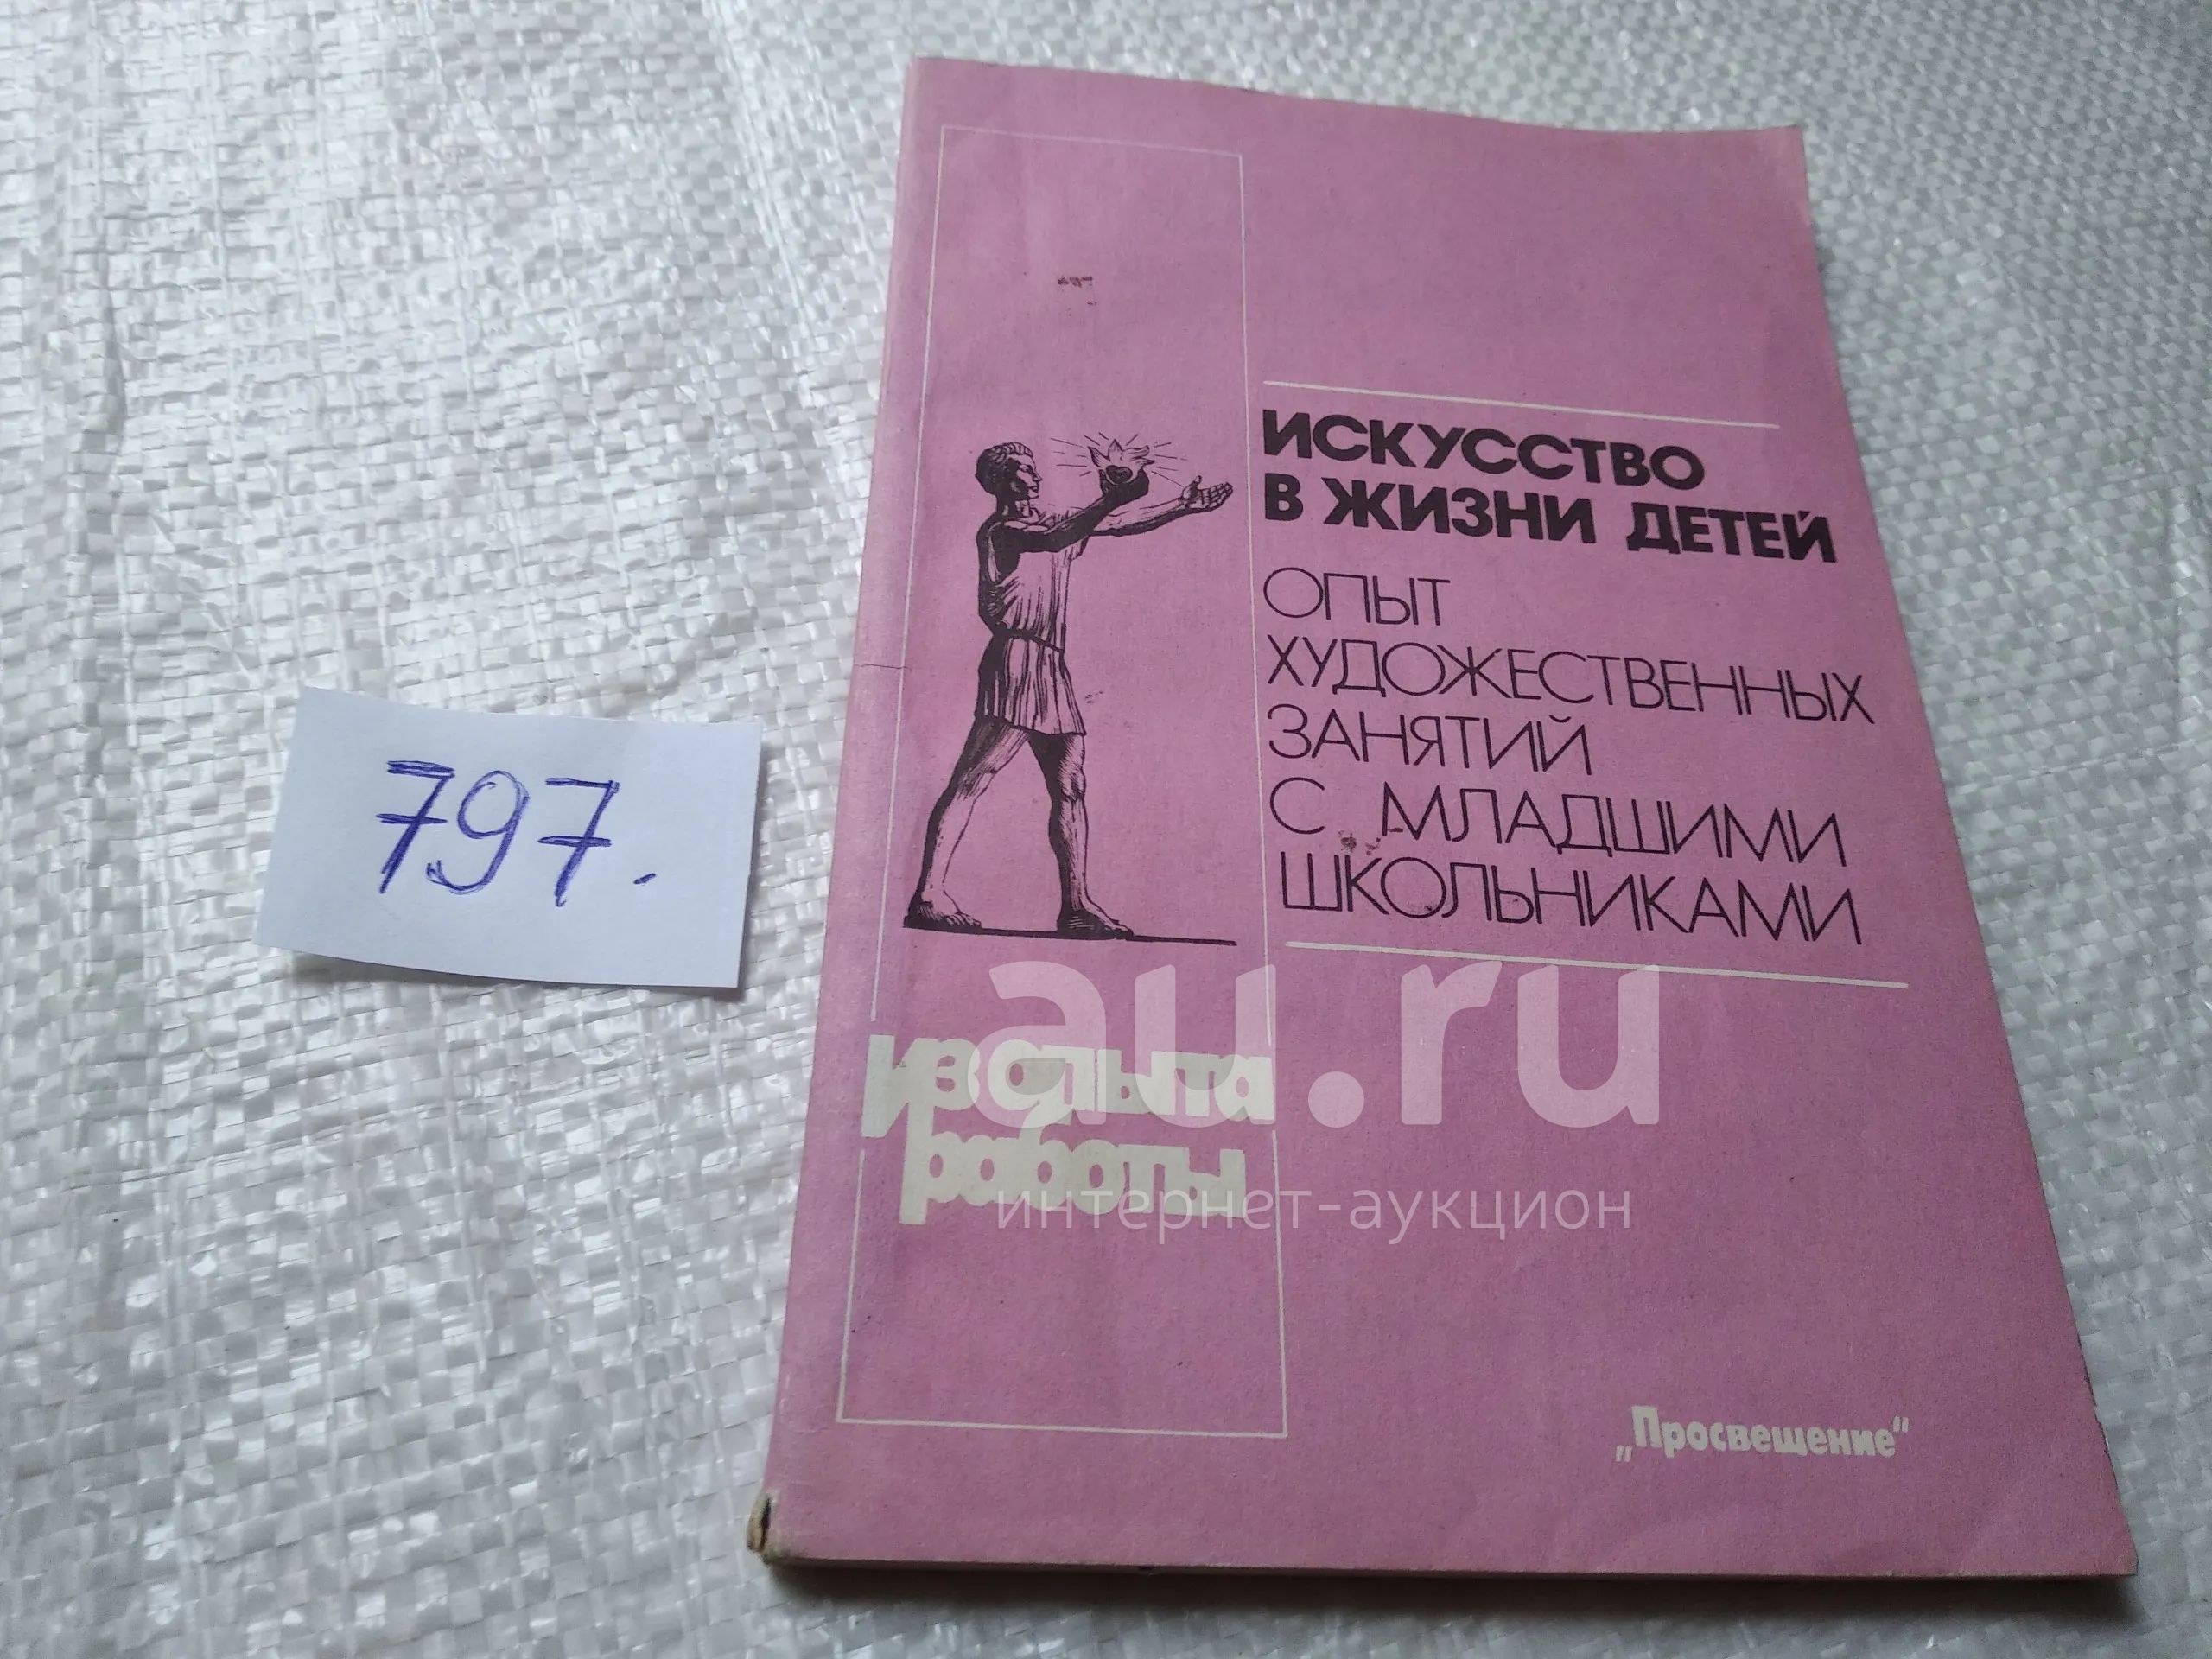 797.
ИСКУССТВО
В ЖИЗНИ ДЕТЕЙ
ОПЫТ
ХУДОЖЕСТВЕННЫХ
ЗАНЯТИЙ
С МЛАДШИМИ
ШКОЛЬНИКАМИ
из опыта
работы
au.ru
интернет-аукцион
„Просвещение“